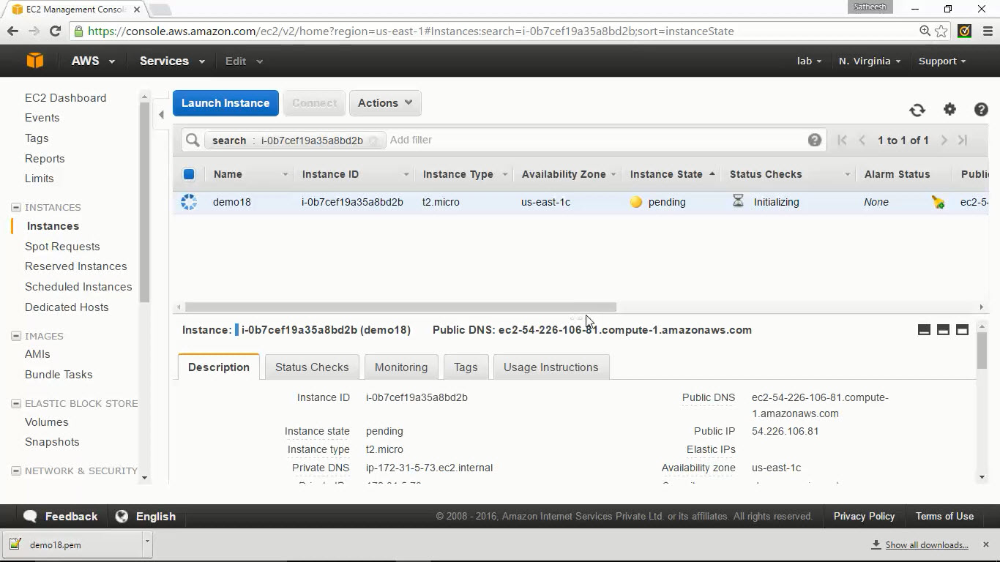 EC2 Management Consol
Satheesh
https://console.aws.amazon.com/ec2/v2/home?region=us-east-1#Instances:search=i-0b7cef19a35a8bd2b;sort=instanceState
AWS Services Edit lab N. Virginia Support
EC2 Dashboard
Events
Tags
Reports
Limits
INSTANCES
Instances
Spot Requests
Reserved Instances
Scheduled Instances
Dedicated Hosts
IMAGES
AMIs
Bundle Tasks
ELASTIC BLOCK STORE
Volumes
Snapshots
NETWORK & SECURITY
Launch Instance Connect Actions
search : i-0b7cef19a35a8bd2b Add filter 1 to 1 of 1
Name Instance ID Instance Type Availability Zone Instance State Status Checks Alarm Status Publi
demo18 i-0b7cef19a35a8bd2b t2.micro us-east-1c pending Initializing None ec2-5
Instance: i-0b7cef19a35a8bd2b (demo18) Public DNS: ec2-54-226-106-81.compute-1.amazonaws.com
Description Status Checks Monitoring Tags Usage Instructions
Instance ID i-0b7cef19a35a8bd2b Public DNS ec2-54-226-106-81.compute-
1.amazonaws.com
Instance state pending Public IP 54.226.106.81
Instance type t2.micro Elastic IPs
Private DNS ip-172-31-5-73.ec2.internal Availability zone us-east-1c
Feedback English © 2008 - 2016, Amazon Internet Services Private Ltd. or its affiliates. All rights reserved. Privacy Policy Terms of Use
demo18.pem Show all downloads...